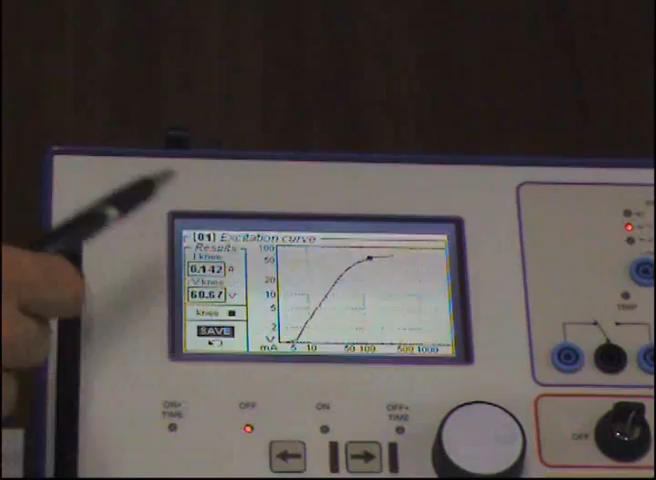 [01] Excitation curve
Results
I knee
0.142 A
V knee
60.67 V
knee
SAVE
100
50
20
10
5
2
V
mA 5 10 50 100 500 1000
TEMP
ON+
TIME
OFF
ON
OFF+
TIME
OFF